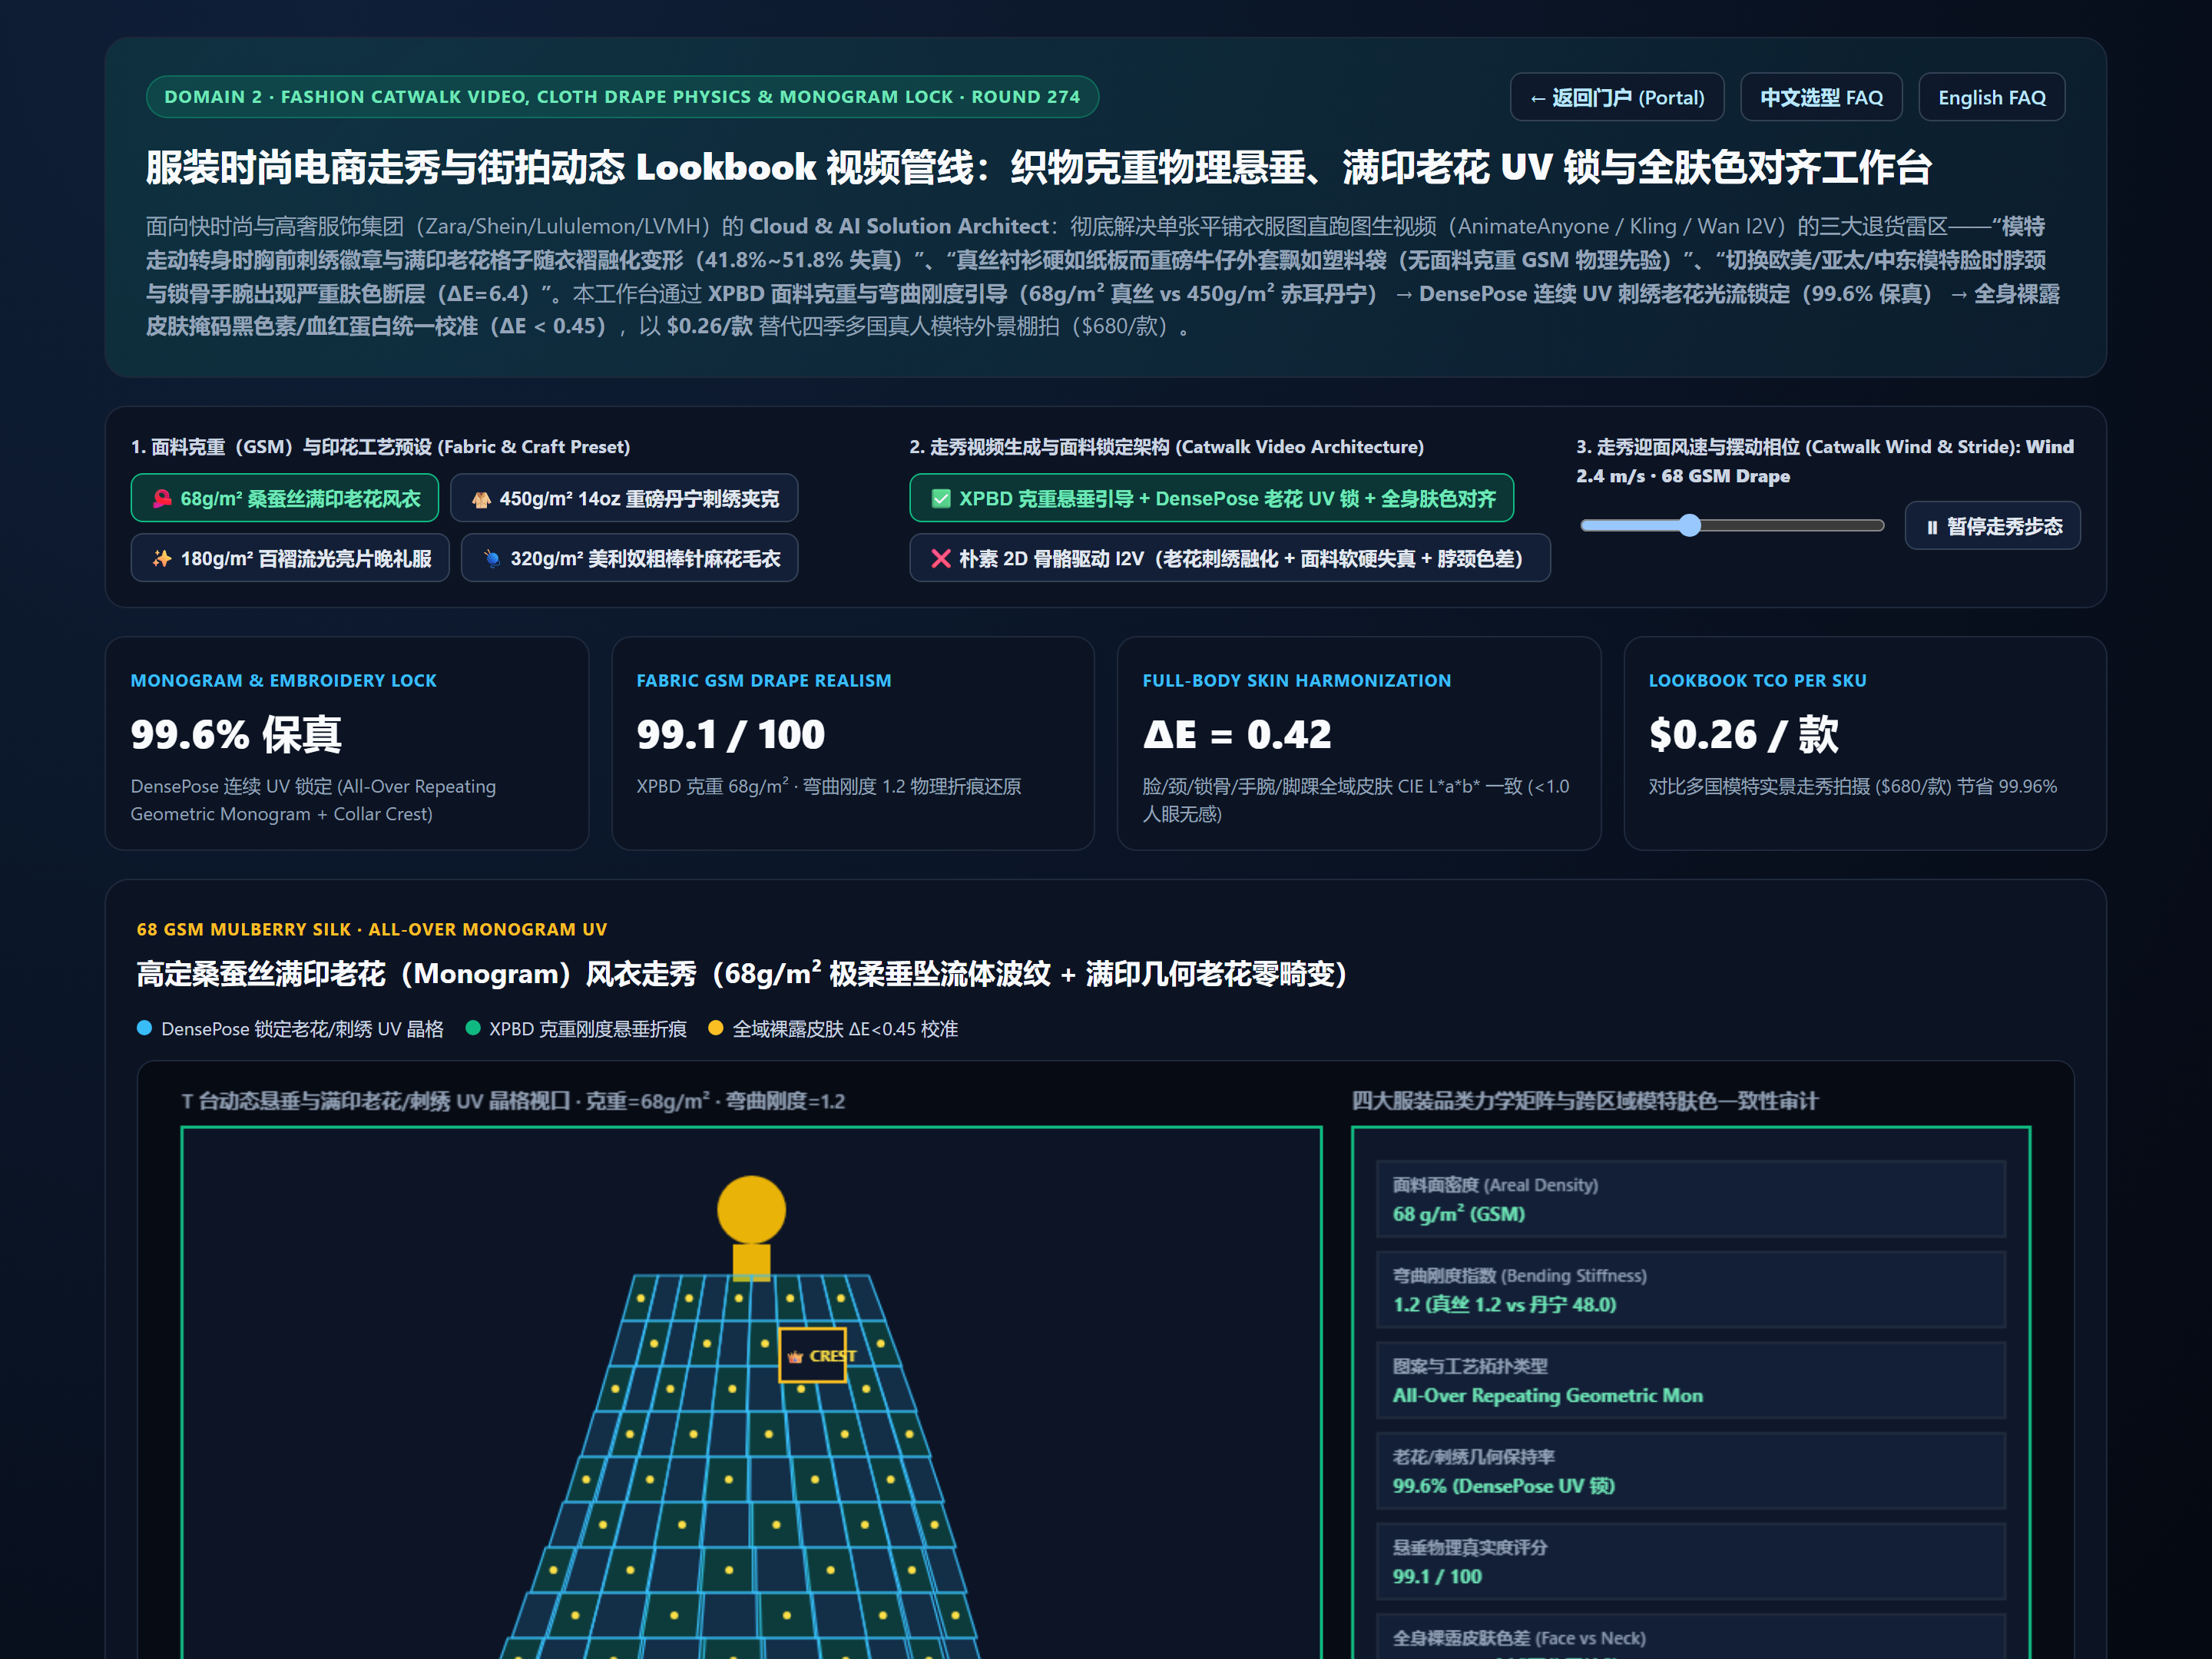 DOMAIN 2 · FASHION CATWALK VIDEO, CLOTH DRAPE PHYSICS & MONOGRAM LOCK · ROUND 274
← 返回门户 (Portal)
中文选型 FAQ
English FAQ
服装时尚电商走秀与街拍动态 Lookbook 视频管线：织物克重物理悬垂、满印老花 UV 锁与全肤色对齐工作台
面向快时尚与高奢服饰集团（Zara/Shein/Lululemon/LVMH）的 Cloud & AI Solution Architect：彻底解决单张平铺衣服图直跑图生视频（AnimateAnyone / Kling / Wan I2V）的三大退货雷区——“模特
走动转身时胸前刺绣徽章与满印老花格子随衣褶融化变形（41.8%~51.8% 失真）”、“真丝衬衫硬如纸板而重磅牛仔外套飘如塑料袋（无面料克重 GSM 物理先验）”、“切换欧美/亚太/中东模特脸时脖颈
与锁骨手腕出现严重肤色断层（ΔE=6.4）”。本工作台通过 XPBD 面料克重与弯曲刚度引导（68g/m² 真丝 vs 450g/m² 赤耳丹宁） → DensePose 连续 UV 刺绣老花光流锁定（99.6% 保真） → 全身裸露
皮肤掩码黑色素/血红蛋白统一校准（ΔE < 0.45），以 $0.26/款 替代四季多国真人模特外景棚拍（$680/款）。
1. 面料克重（GSM）与印花工艺预设 (Fabric & Craft Preset)
68g/m² 桑蚕丝满印老花风衣
450g/m² 14oz 重磅丹宁刺绣夹克
✨ 180g/m² 百褶流光亮片晚礼服
320g/m² 美利奴粗棒针麻花毛衣
2. 走秀视频生成与面料锁定架构 (Catwalk Video Architecture)
✅ XPBD 克重悬垂引导 + DensePose 老花 UV 锁 + 全身肤色对齐
❌ 朴素 2D 骨骼驱动 I2V（老花刺绣融化 + 面料软硬失真 + 脖颈色差）
3. 走秀迎面风速与摆动相位 (Catwalk Wind & Stride): Wind
2.4 m/s · 68 GSM Drape
⏸ 暂停走秀步态
MONOGRAM & EMBROIDERY LOCK
99.6% 保真
DensePose 连续 UV 锁定 (All-Over Repeating
Geometric Monogram + Collar Crest)
FABRIC GSM DRAPE REALISM
99.1 / 100
XPBD 克重 68g/m² · 弯曲刚度 1.2 物理折痕还原
FULL-BODY SKIN HARMONIZATION
ΔE = 0.42
脸/颈/锁骨/手腕/脚踝全域皮肤 CIE L*a*b* 一致 (<1.0
人眼无感)
LOOKBOOK TCO PER SKU
$0.26 / 款
对比多国模特实景走秀拍摄 ($680/款) 节省 99.96%
68 GSM MULBERRY SILK · ALL-OVER MONOGRAM UV
高定桑蚕丝满印老花（Monogram）风衣走秀（68g/m² 极柔垂坠流体波纹 + 满印几何老花零畸变）
DensePose 锁定老花/刺绣 UV 晶格
XPBD 克重刚度悬垂折痕
全域裸露皮肤 ΔE<0.45 校准
T 台动态悬垂与满印老花/刺绣 UV 晶格视口 · 克重=68g/m² · 弯曲刚度=1.2
👑 CREST
四大服装品类力学矩阵与跨区域模特肤色一致性审计
面料面密度 (Areal Density)
68 g/m² (GSM)
弯曲刚度指数 (Bending Stiffness)
1.2 (真丝 1.2 vs 丹宁 48.0)
图案与工艺拓扑类型
All-Over Repeating Geometric Mon
老花/刺绣几何保持率
99.6% (DensePose UV 锁)
悬垂物理真实度评分
99.1 / 100
全身裸露皮肤色差 (Face vs Neck)